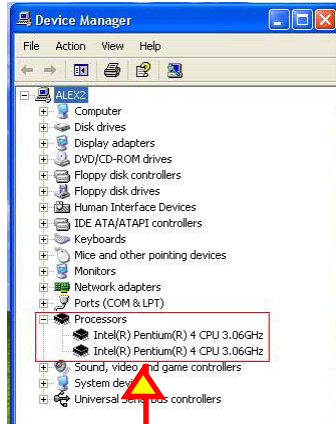 Device Manager
File Action View Help
ALEX2
Computer
Disk drives
Display adapters
DVD/CD-ROM drives
Floppy disk controllers
Floppy disk drives
Human Interface Devices
IDE ATA/ATAPI controllers
Keyboards
Mice and other pointing devices
Monitors
Network adapters
Ports (COM & LPT)
Processors
Intel(R) Pentium(R) 4 CPU 3.06GHz
Intel(R) Pentium(R) 4 CPU 3.06GHz
Sound, video and game controllers
System
Universal Bus controllers